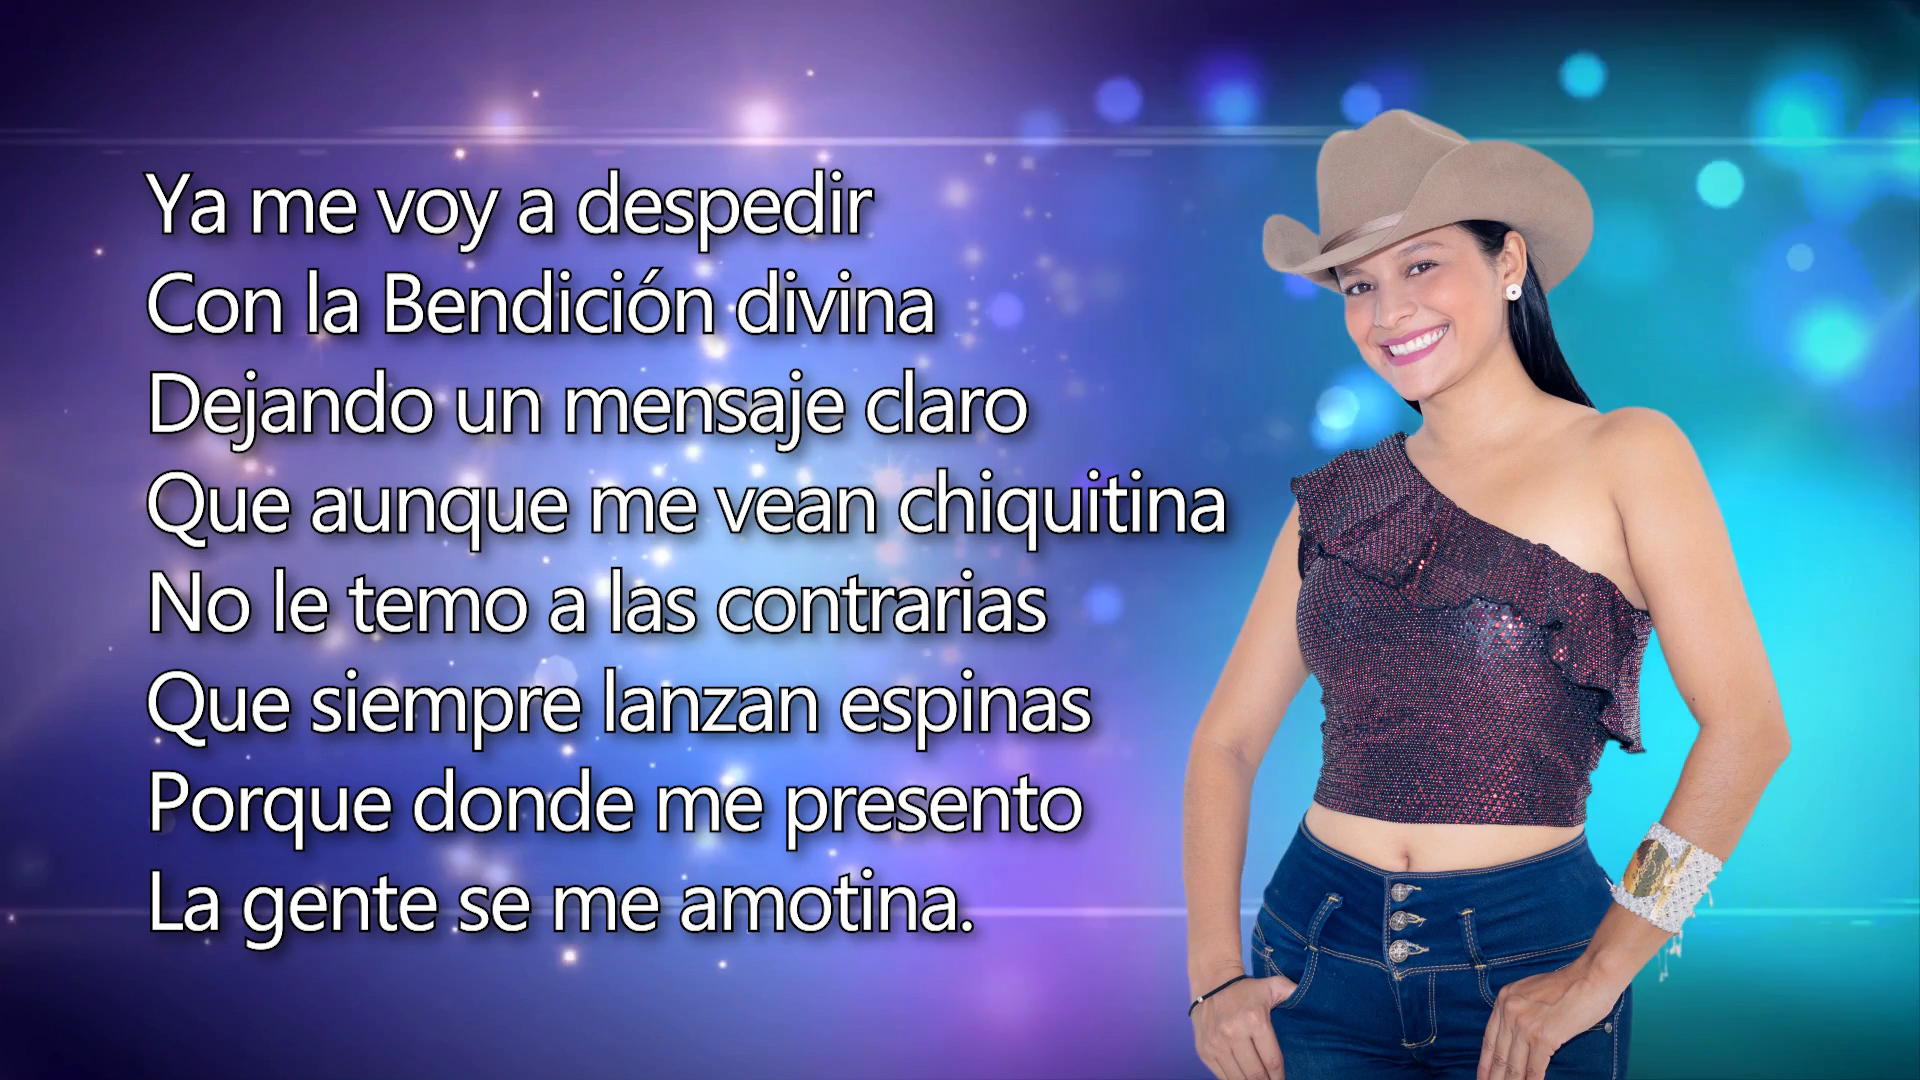 Ya me voy a despedir
Con la Bendición divina
Dejando un mensaje claro
Que aunque me vean chiquitina
No le temo a las contrarias
Que siempre lanzan espinas
Porque donde me presento
La gente se me amotina.